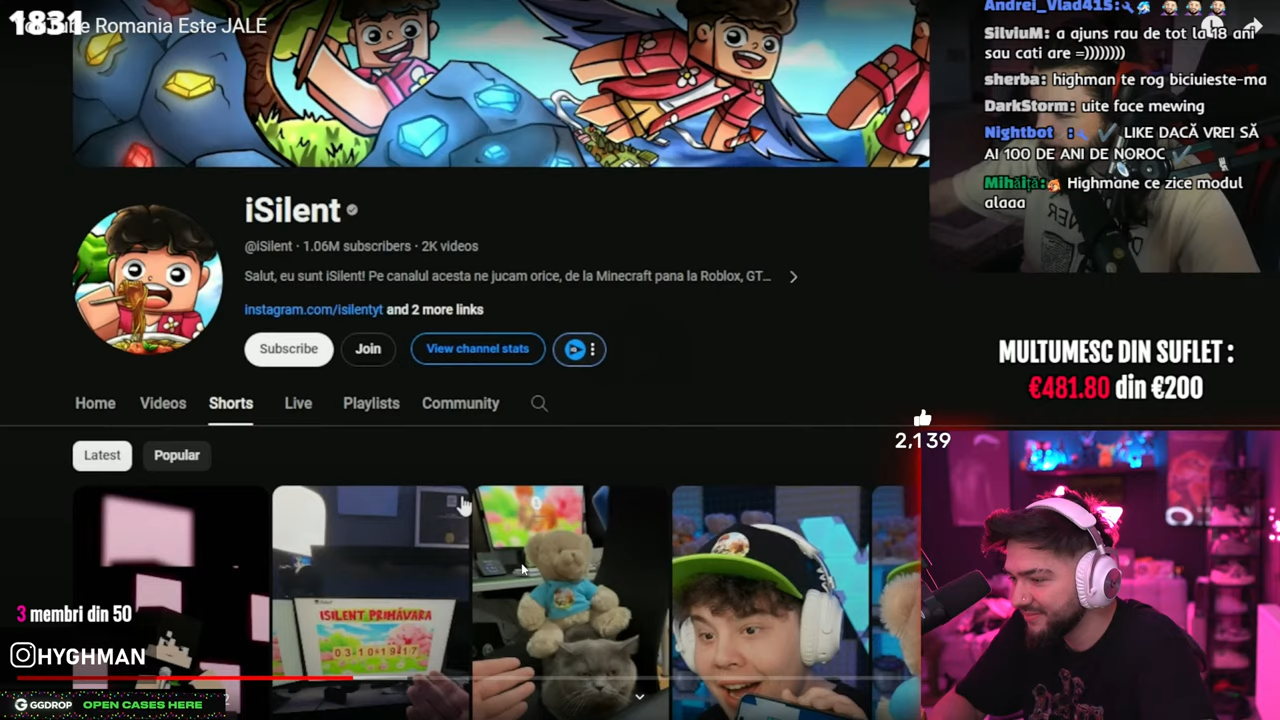 1831
Romania Este JALE
Andrei_Vlad415:
SilviuM: a ajuns rau de tot la 18 ani
sau cati are =)))))))))
sherba: highman te rog biciuieste-ma
DarkStorm: uite face mewing
Nightbot : LIKE DACĂ VREI SĂ
AI 100 DE ANI DE NOROC
Mihăiță: Highmane ce zice modul
alaaa
iSilent
@iSilent · 1.06M subscribers · 2K videos
Salut, eu sunt iSilent! Pe canalul acesta ne jucam orice, de la Minecraft pana la Roblox, GT...
instagram.com/isilentyt and 2 more links
Subscribe
Join
View channel stats
MULTUMESC DIN SUFLET :
€481.80 din €200
Home
Videos
Shorts
Live
Playlists
Community
2,139
Latest
Popular
ISILENT PRIMĂVARA
3 membri din 50
HYGHMAN
GGDROP OPEN CASES HERE